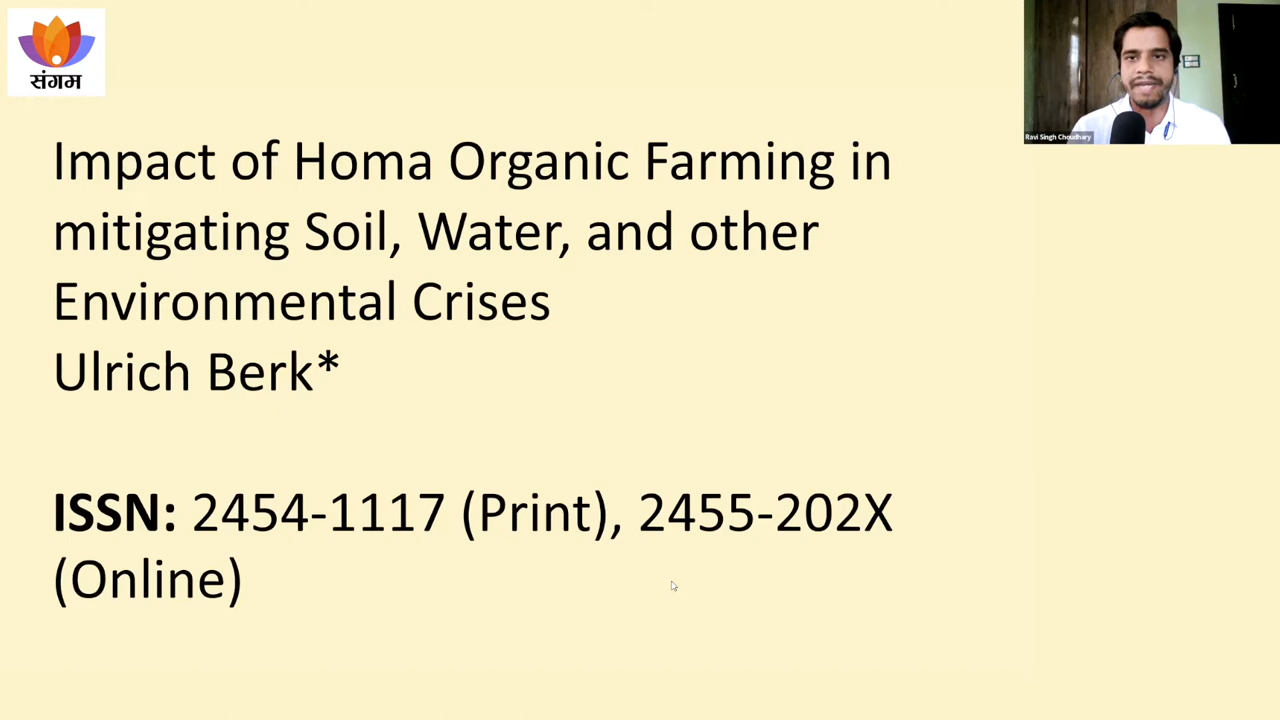 संगम
Ravi Singh Choudhary
Impact of Homa Organic Farming in
mitigating Soil, Water, and other
Environmental Crises
Ulrich Berk*
ISSN: 2454-1117 (Print), 2455-202X
(Online)